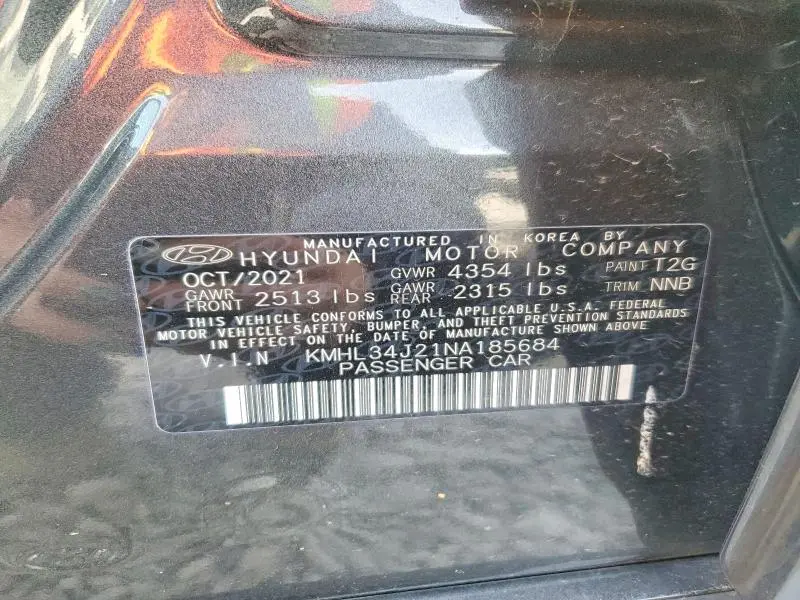 MANUFACTURED IN KOREA BY
HYUNDAI MOTOR COMPANY
OCT/2021 GVWR 4354 lbs PAINT T2G
GAWR FRONT 2513 lbs GAWR REAR 2315 lbs TRIM NNB
THIS VEHICLE CONFORMS TO ALL APPLICABLE U.S.A. FEDERAL
MOTOR VEHICLE SAFETY, BUMPER, AND THEFT PREVENTION STANDARDS
IN EFFECT ON THE DATE OF MANUFACTURE SHOWN ABOVE
V.I.N KMHL34J21NA185684
PASSENGER CAR